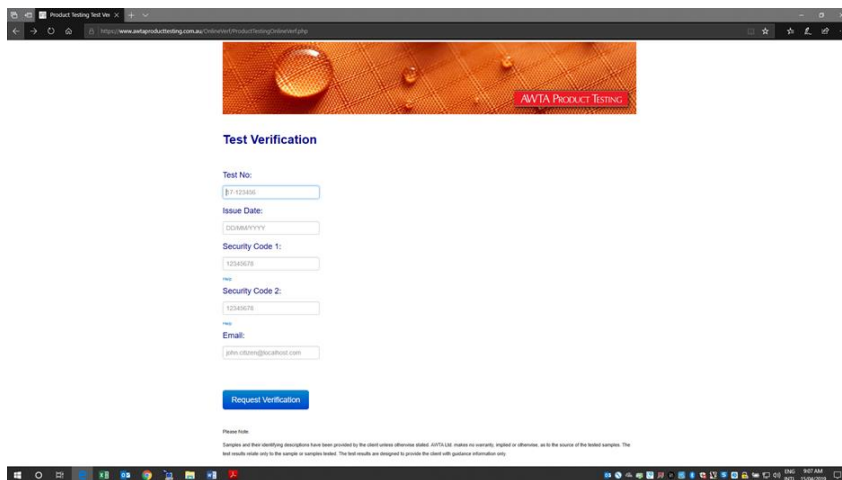 Product Testing Test Ver
https://www.awtaproducttesting.com.au/OnlineVerf/ProductTestingOnlineVerf.php
AWTA PRODUCT TESTING
Test Verification
Test No:
17-123456
Issue Date:
DD/MM/YYYY
Security Code 1:
12345678
Security Code 2:
12345678
Email:
john.citizen@localhost.com
Request Verification
Please Note:
Samples and their identifying descriptions have been provided by the client unless otherwise stated. AWTA Ltd. makes no warranty, implied or otherwise, as to the source of the tested samples. The
test results relate only to the sample or samples tested. The test results are designed to provide the client with guidance information only.
ENG 9:07 AM
INTL 15/04/2019